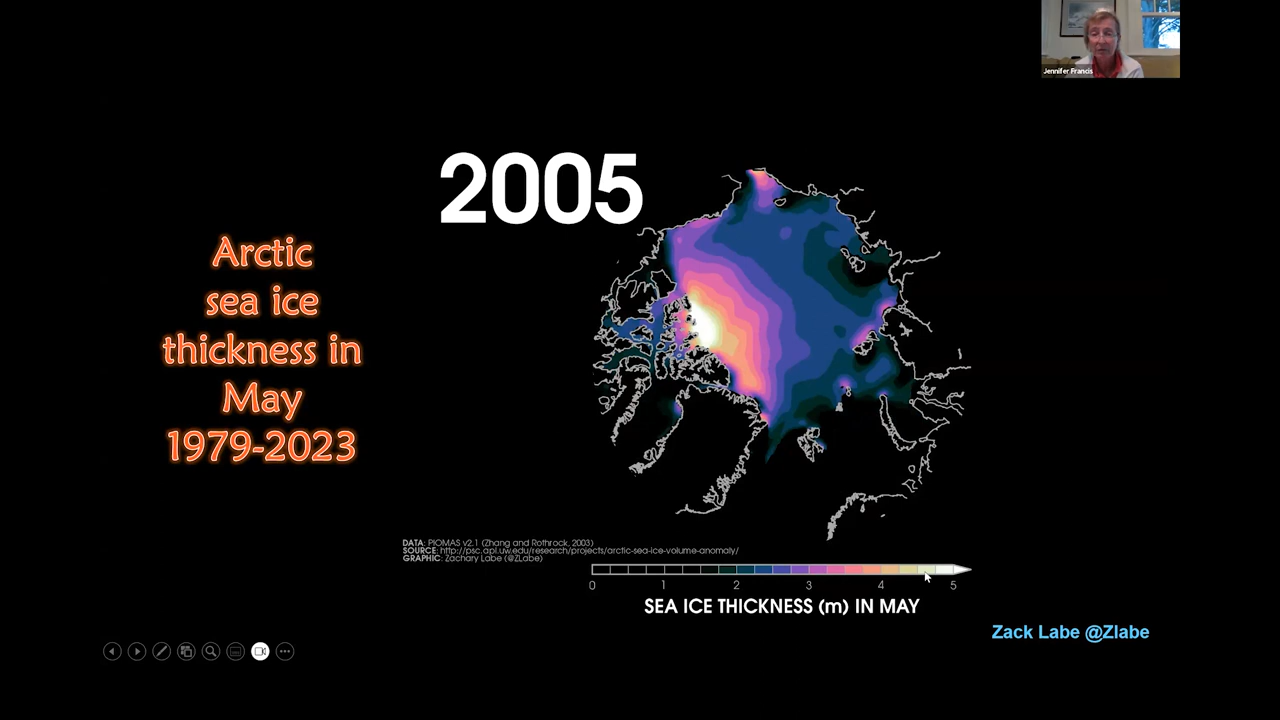 Jennifer Francis
2005
Arctic
sea ice
thickness in
May
1979-2023
DATA: PIOMAS v2.1 (Zhang and Rothrock, 2003)
SOURCE: http://psc.apl.uw.edu/research/projects/arctic-sea-ice-volume-anomaly/
GRAPHIC: Zachary Labe (@ZLabe)
0 1 2 3 4 5
SEA ICE THICKNESS (m) IN MAY
Zack Labe @Zlabe